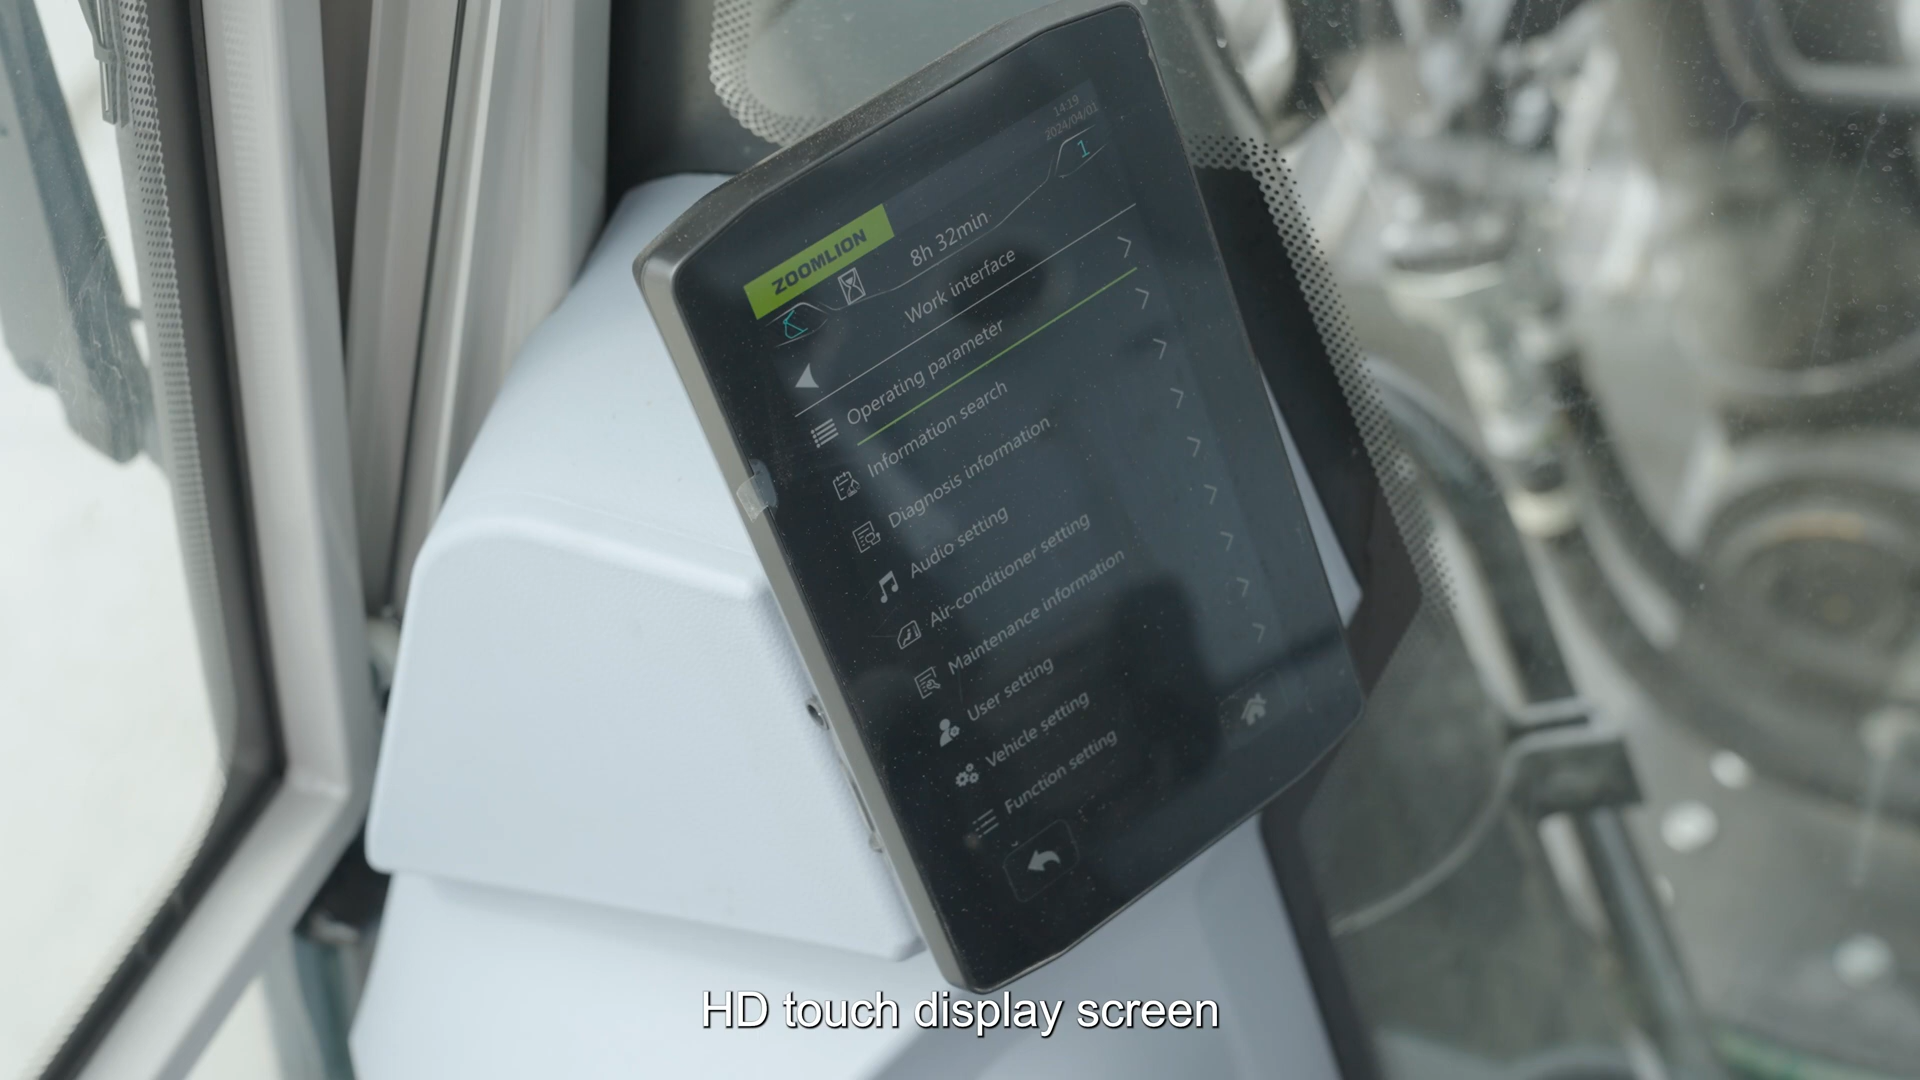 14:19
2024/04/01
ZOOMLION
8h 32min
1
Work interface
Operating parameter
Information search
Diagnosis information
Audio setting
Air-conditioner setting
Maintenance information
User setting
Vehicle setting
Function setting
HD touch display screen